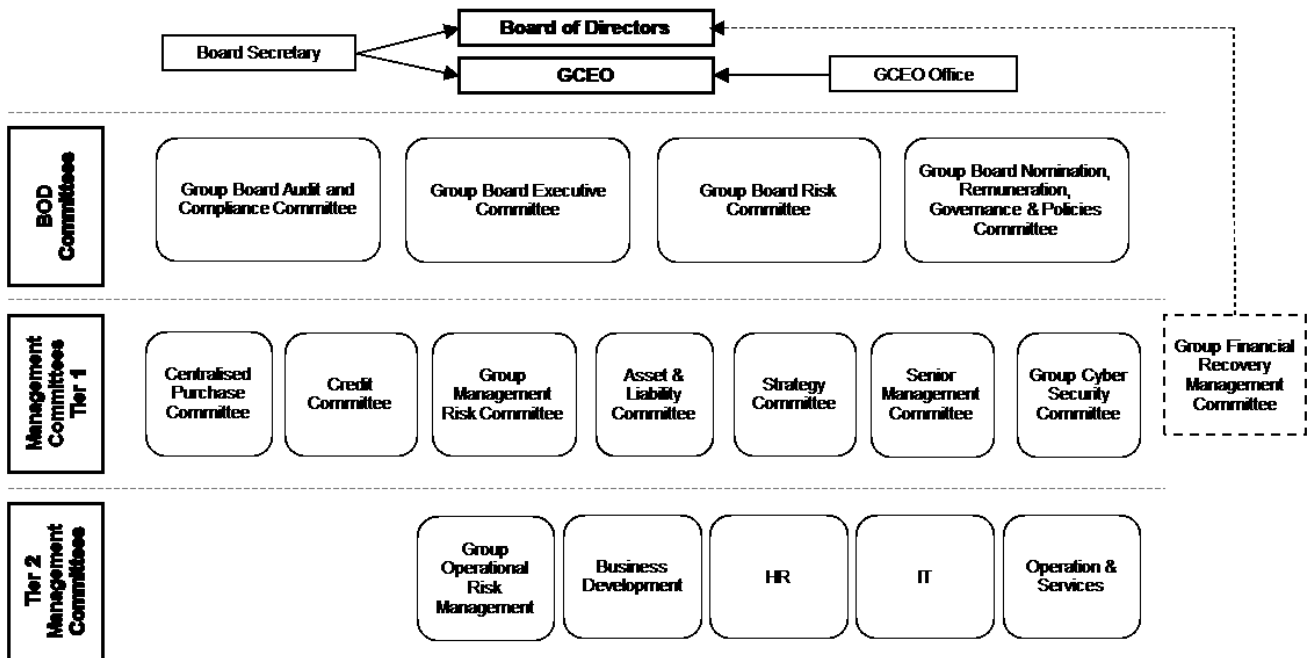 Board of Directors
Board Secretary
GCEO
GCEO Office
BOD
Committees
Group Board Audit and
Compliance Committee
Group Board Executive
Committee
Group Board Risk
Committee
Group Board Nomination,
Remuneration,
Governance & Policies
Committee
Management
Committees
Tier 1
Centralised
Purchase
Committee
Credit
Committee
Group
Management
Risk Committee
Asset &
Liability
Committee
Strategy
Committee
Senior
Management
Committee
Group Cyber
Security
Committee
Group Financial
Recovery
Management
Committee
Tier 2
Management
Committees
Group
Operational
Risk
Management
Business
Development
HR
IT
Operation &
Services